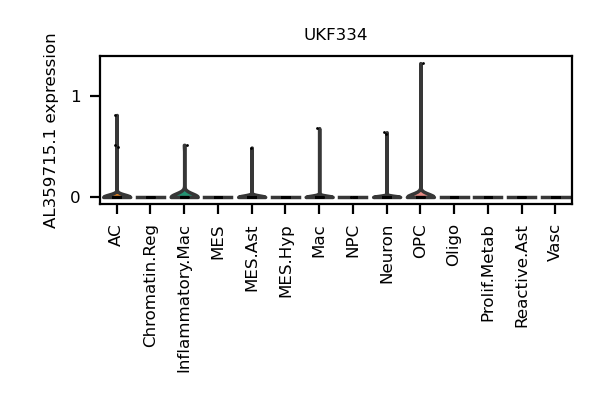 UKF334
AL359715.1 expression
1
0
AC
Chromatin.Reg
Inflammatory.Mac
MES
MES.Ast
MES.Hyp
Mac
NPC
Neuron
OPC
Oligo
Prolif.Metab
Reactive.Ast
Vasc